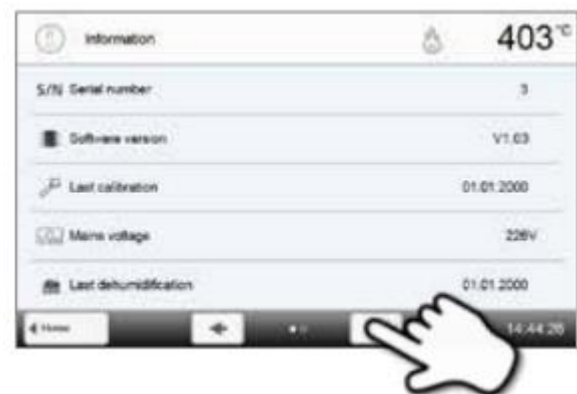 Information 403 °C
S/N Serial number 3
Software version V1.03
Last calibration 01.01.2000
Mains voltage 226V
Last dehumidification 01.01.2000
Home 14:44:26